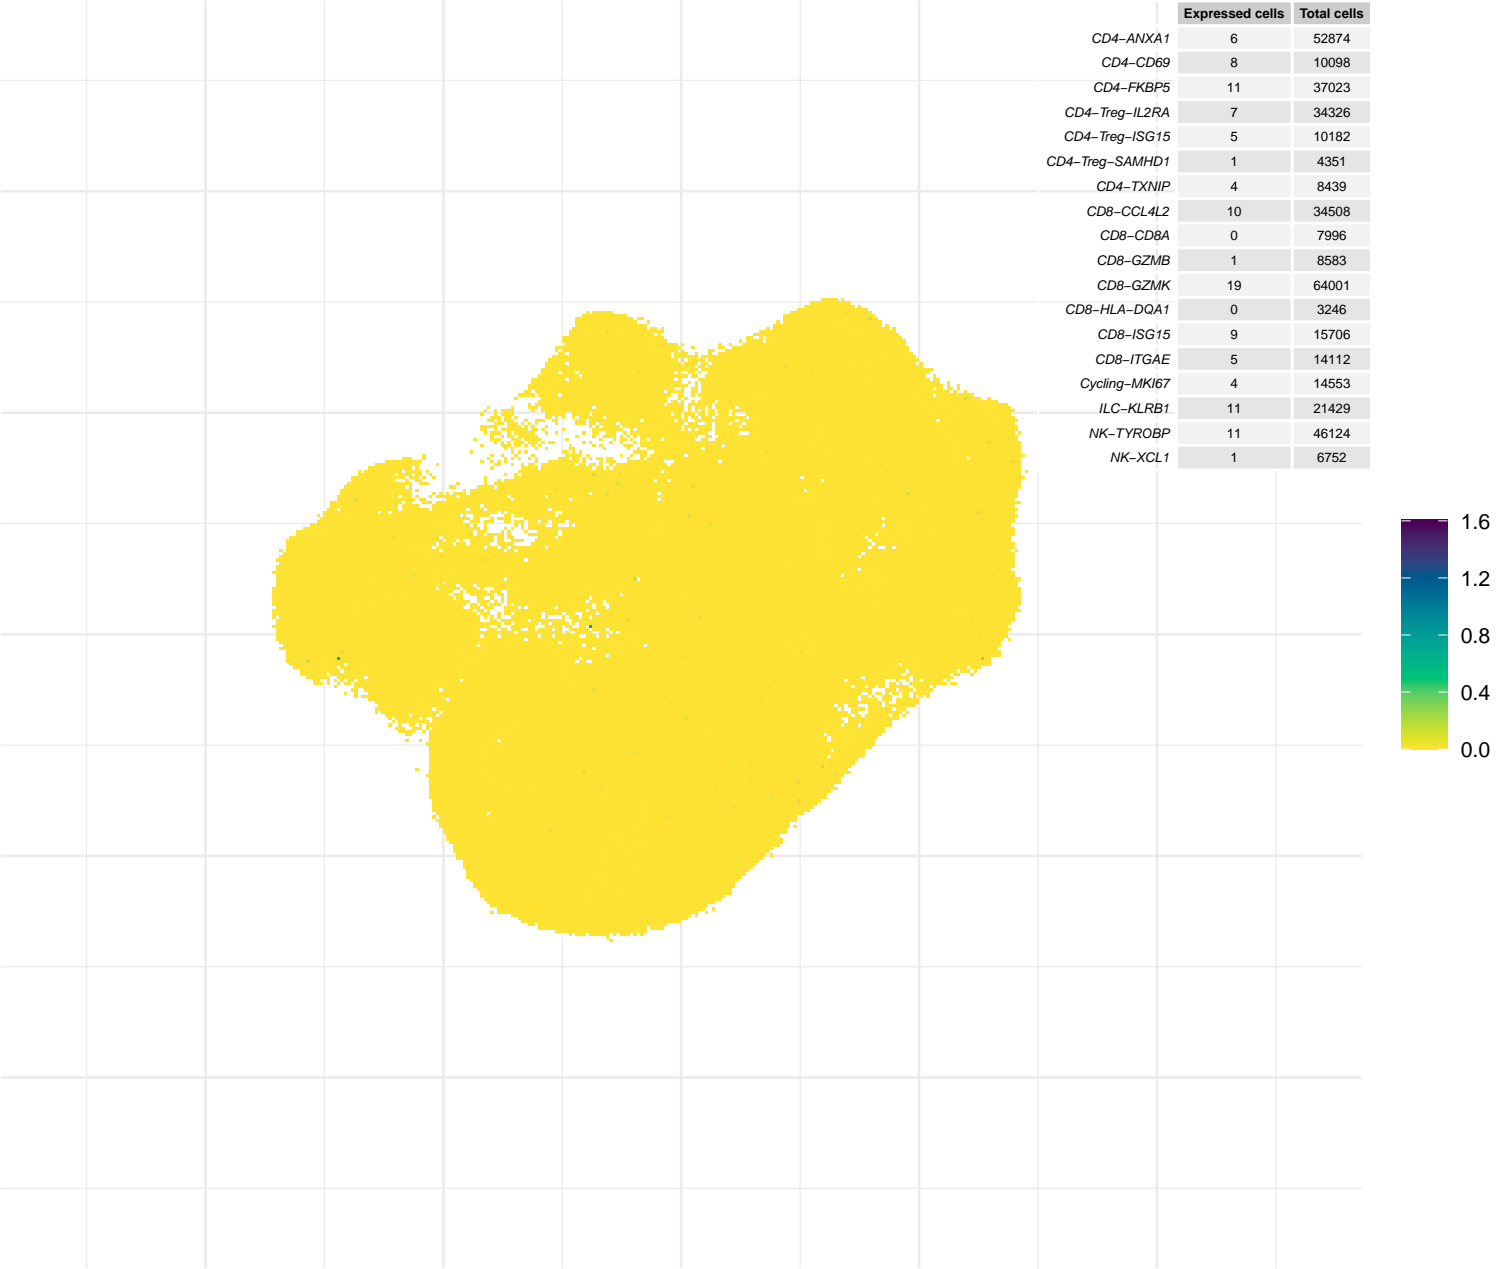 Expressed cells Total cells
CD4−ANXA1 6 52874
CD4−CD69 8 10098
CD4−FKBP5 11 37023
CD4−Treg−IL2RA 7 34326
CD4−Treg−ISG15 5 10182
CD4−Treg−SAMHD1 1 4351
CD4−TXNIP 4 8439
CD8−CCL4L2 10 34508
CD8−CD8A 0 7996
CD8−GZMB 1 8583
CD8−GZMK 19 64001
CD8−HLA−DQA1 0 3246
CD8−ISG15 9 15706
CD8−ITGAE 5 14112
Cycling−MKI67 4 14553
ILC−KLRB1 11 21429
NK−TYROBP 11 46124
NK−XCL1 1 6752
1.6
1.2
0.8
0.4
0.0